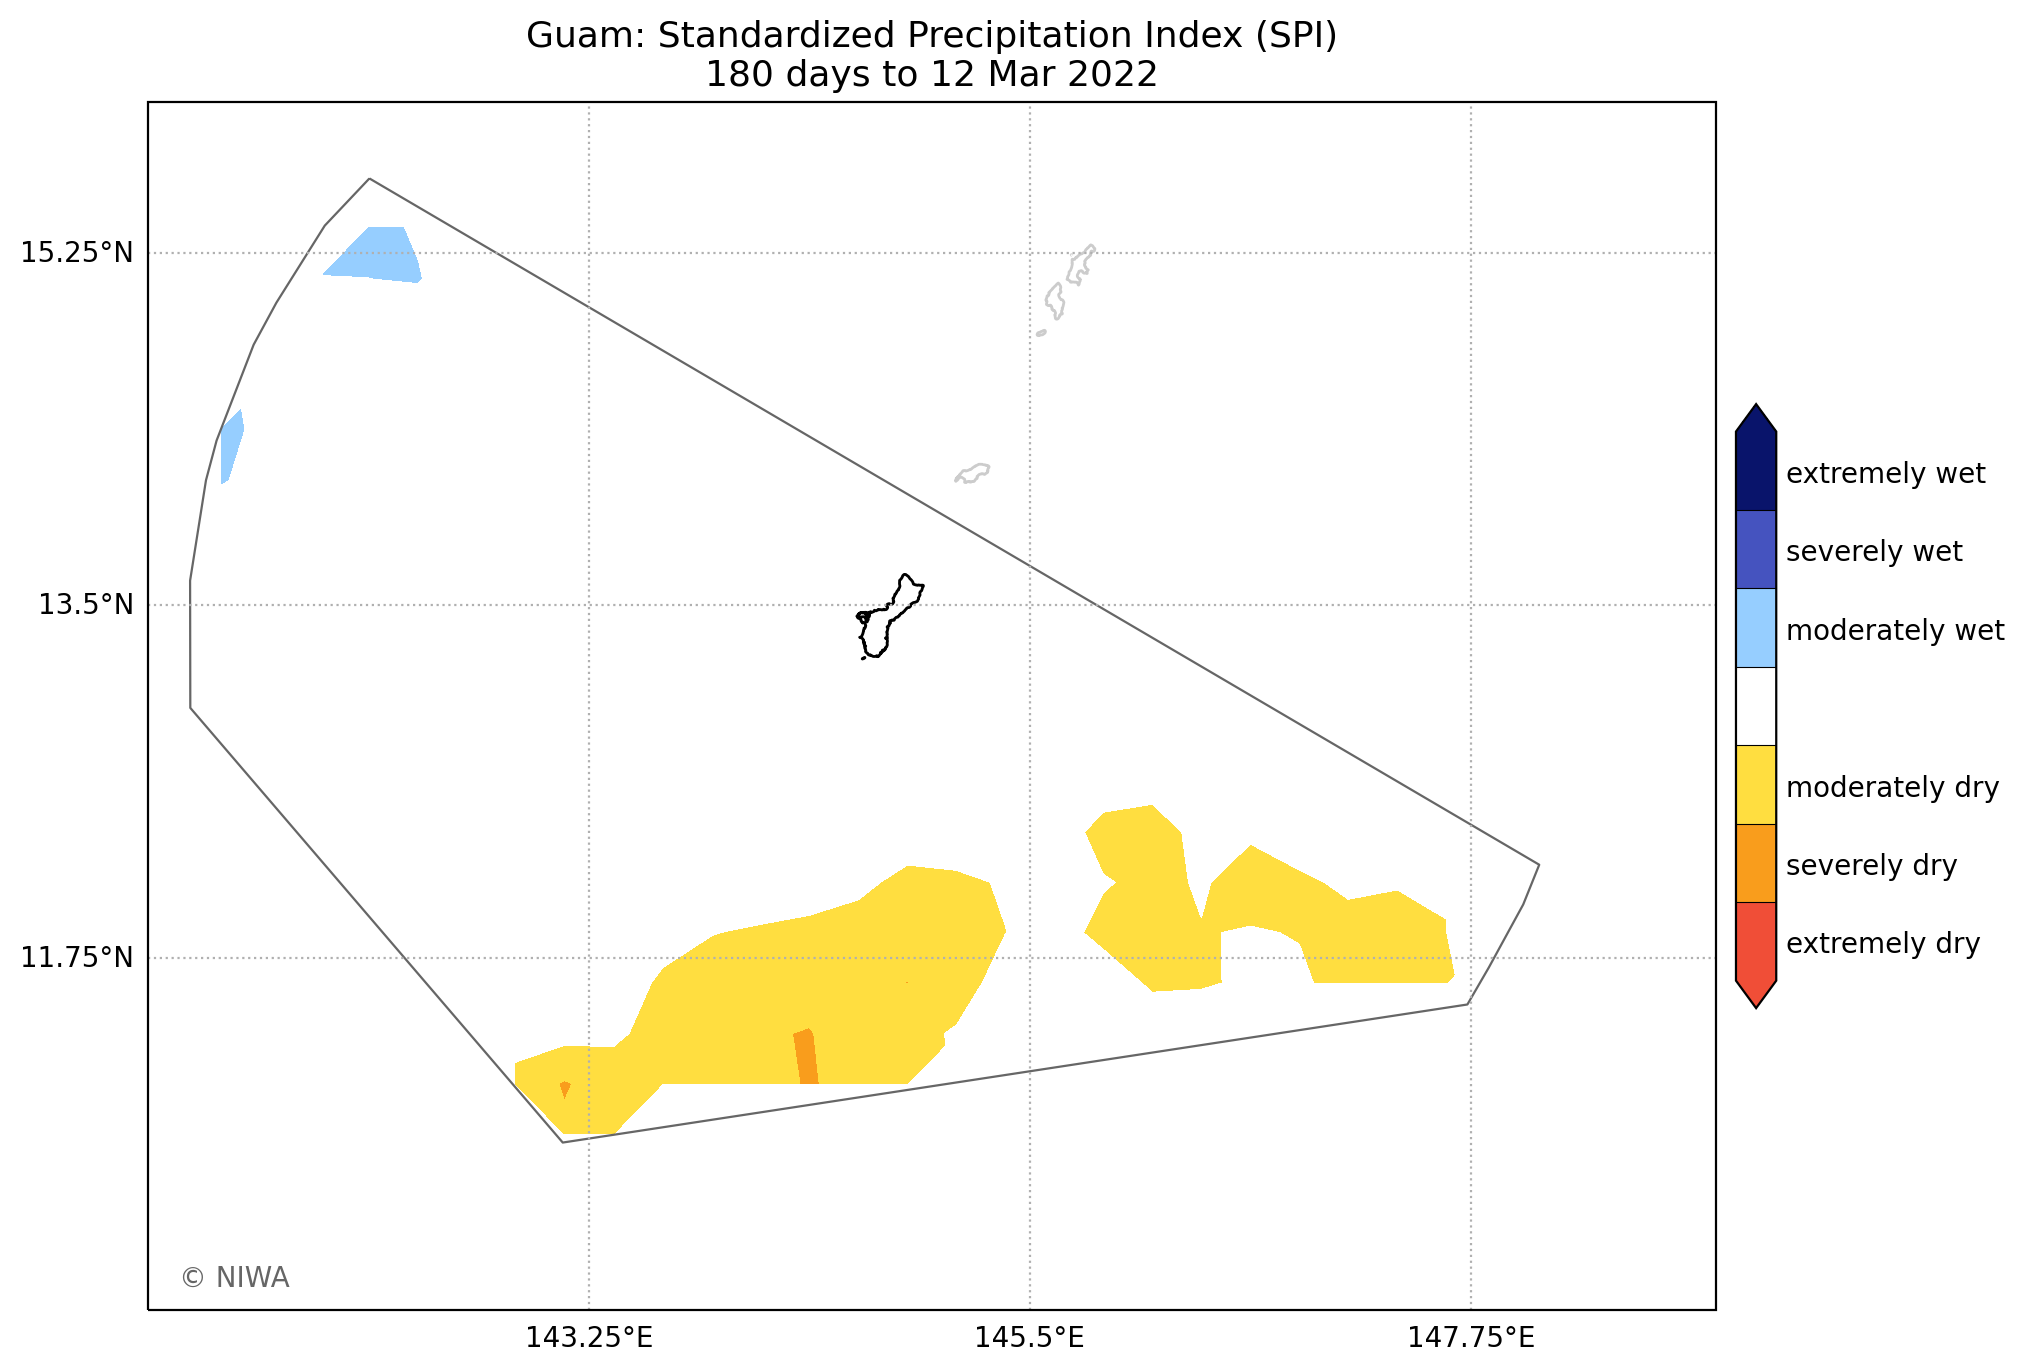 Guam: Standardized Precipitation Index (SPI)
180 days to 12 Mar 2022
15.25°N
13.5°N
11.75°N
143.25°E
145.5°E
147.75°E
extremely wet
severely wet
moderately wet
moderately dry
severely dry
extremely dry
© NIWA